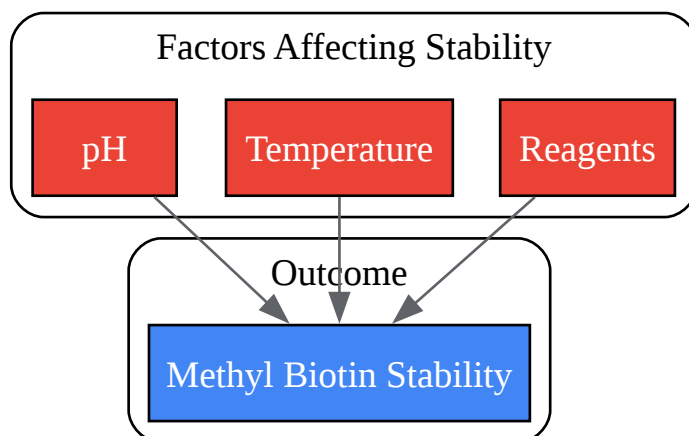 Factors Affecting Stability
pH
Temperature
Reagents
Outcome
Methyl Biotin Stability